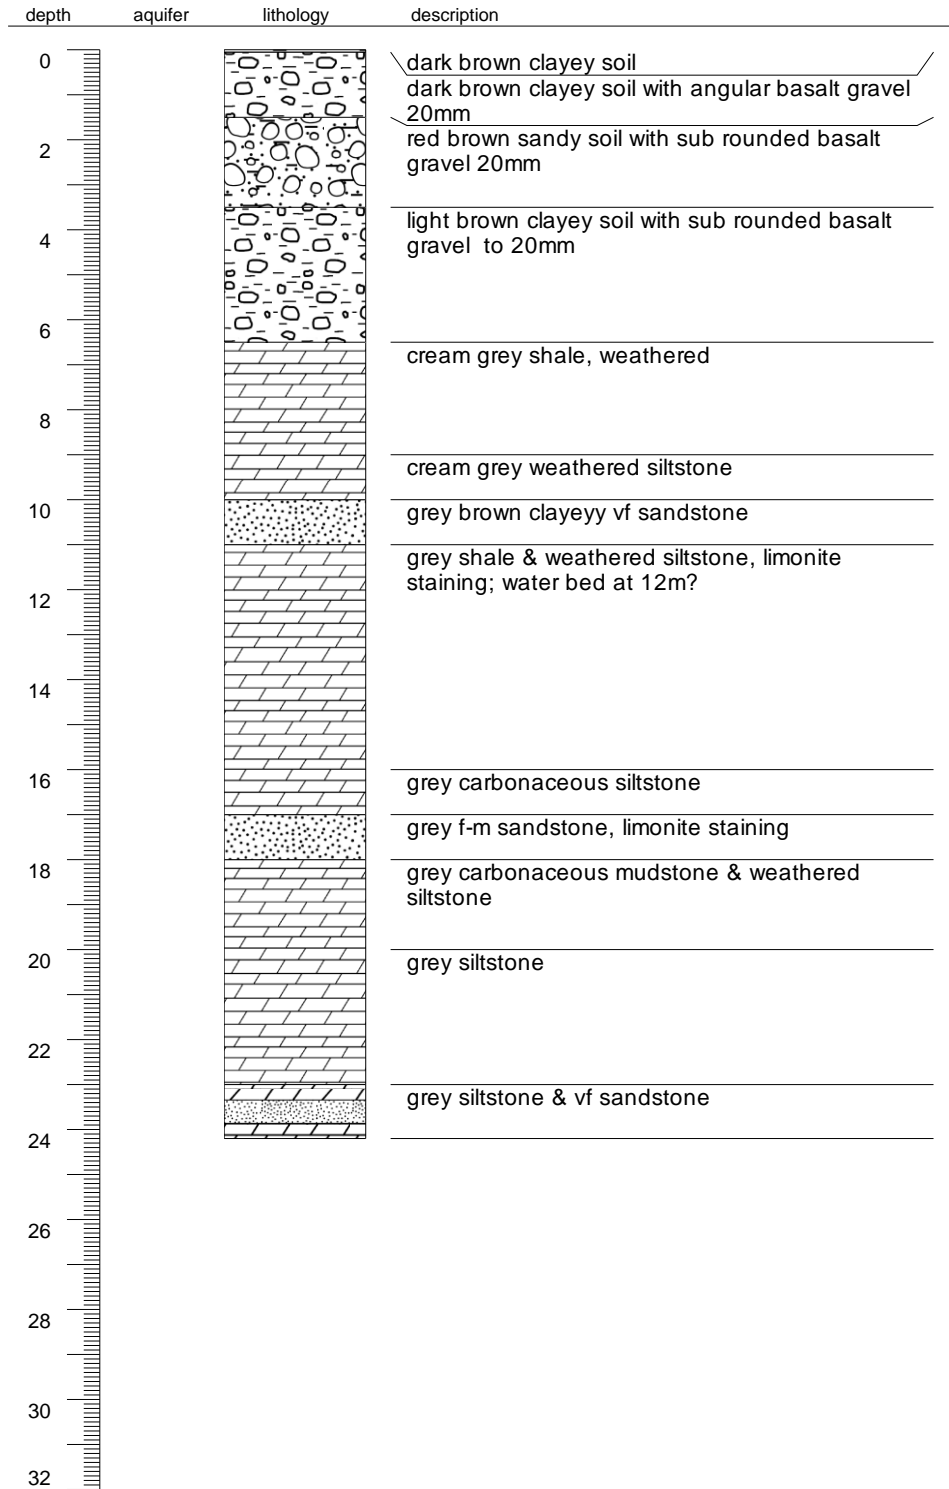 depth aquifer lithology description
0
dark brown clayey soil
dark brown clayey soil with angular basalt gravel
20mm
2
red brown sandy soil with sub rounded basalt
gravel 20mm
4
light brown clayey soil with sub rounded basalt
gravel to 20mm
6
cream grey shale, weathered
8
cream grey weathered siltstone
10
grey brown clayeyy vf sandstone
grey shale & weathered siltstone, limonite
staining; water bed at 12m?
12
14
16
grey carbonaceous siltstone
grey f-m sandstone, limonite staining
18
grey carbonaceous mudstone & weathered
siltstone
20
grey siltstone
22
grey siltstone & vf sandstone
24
26
28
30
32